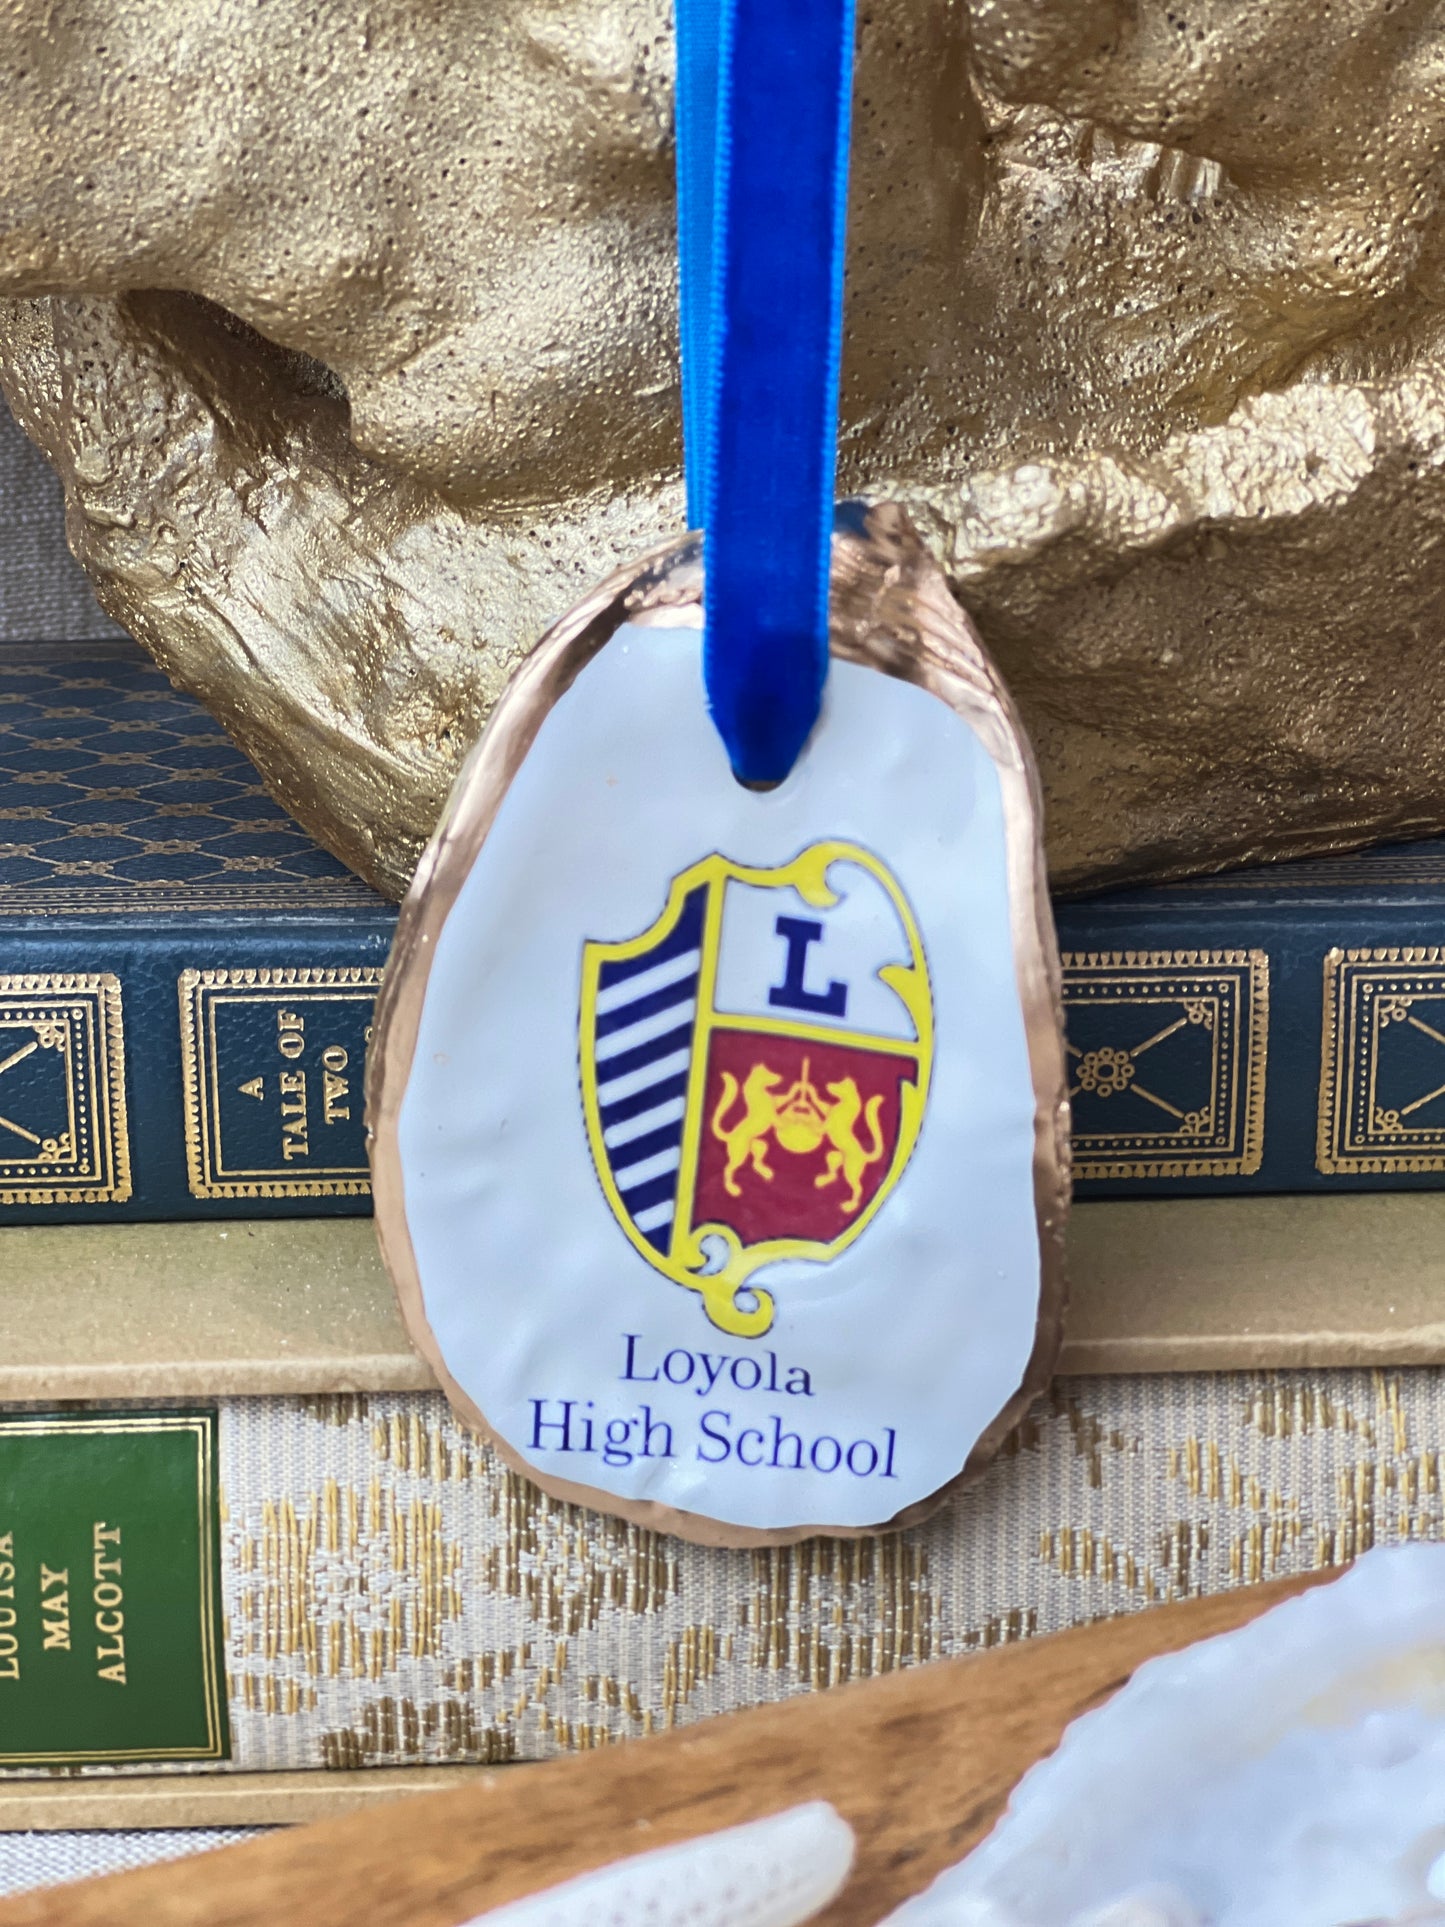 L
Loyola
High School
A
TALE OF
TWO
LOUISA
MAY
ALCOTT